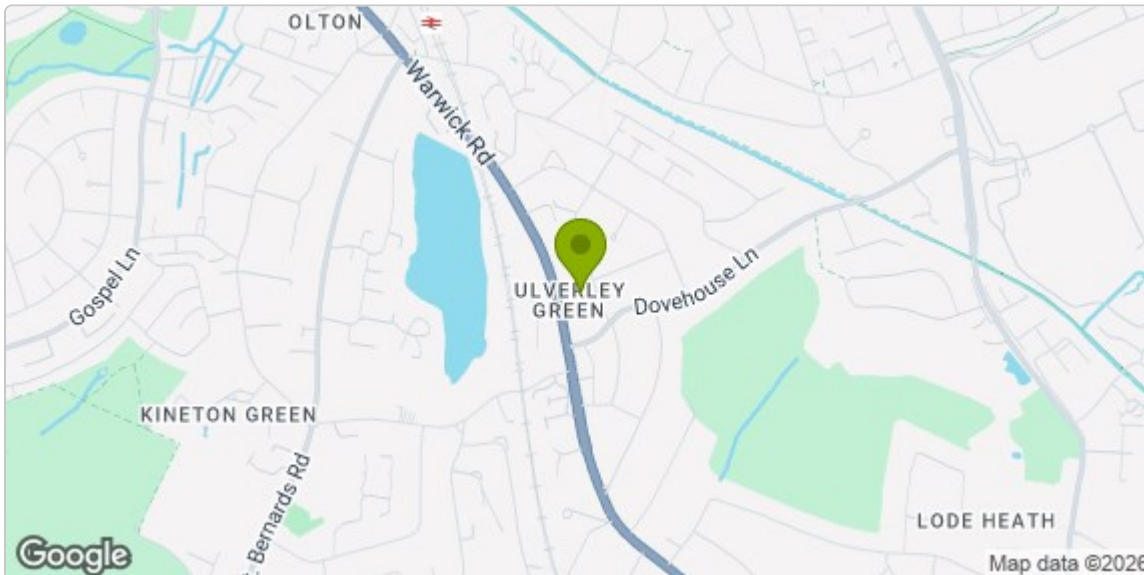 OLTON
Warwick Rd
Gospel Ln
ULVERLEY
GREEN
Dovehouse Ln
KINETON GREEN
Bernards Rd
LODE HEATH
Google
Map data ©2026